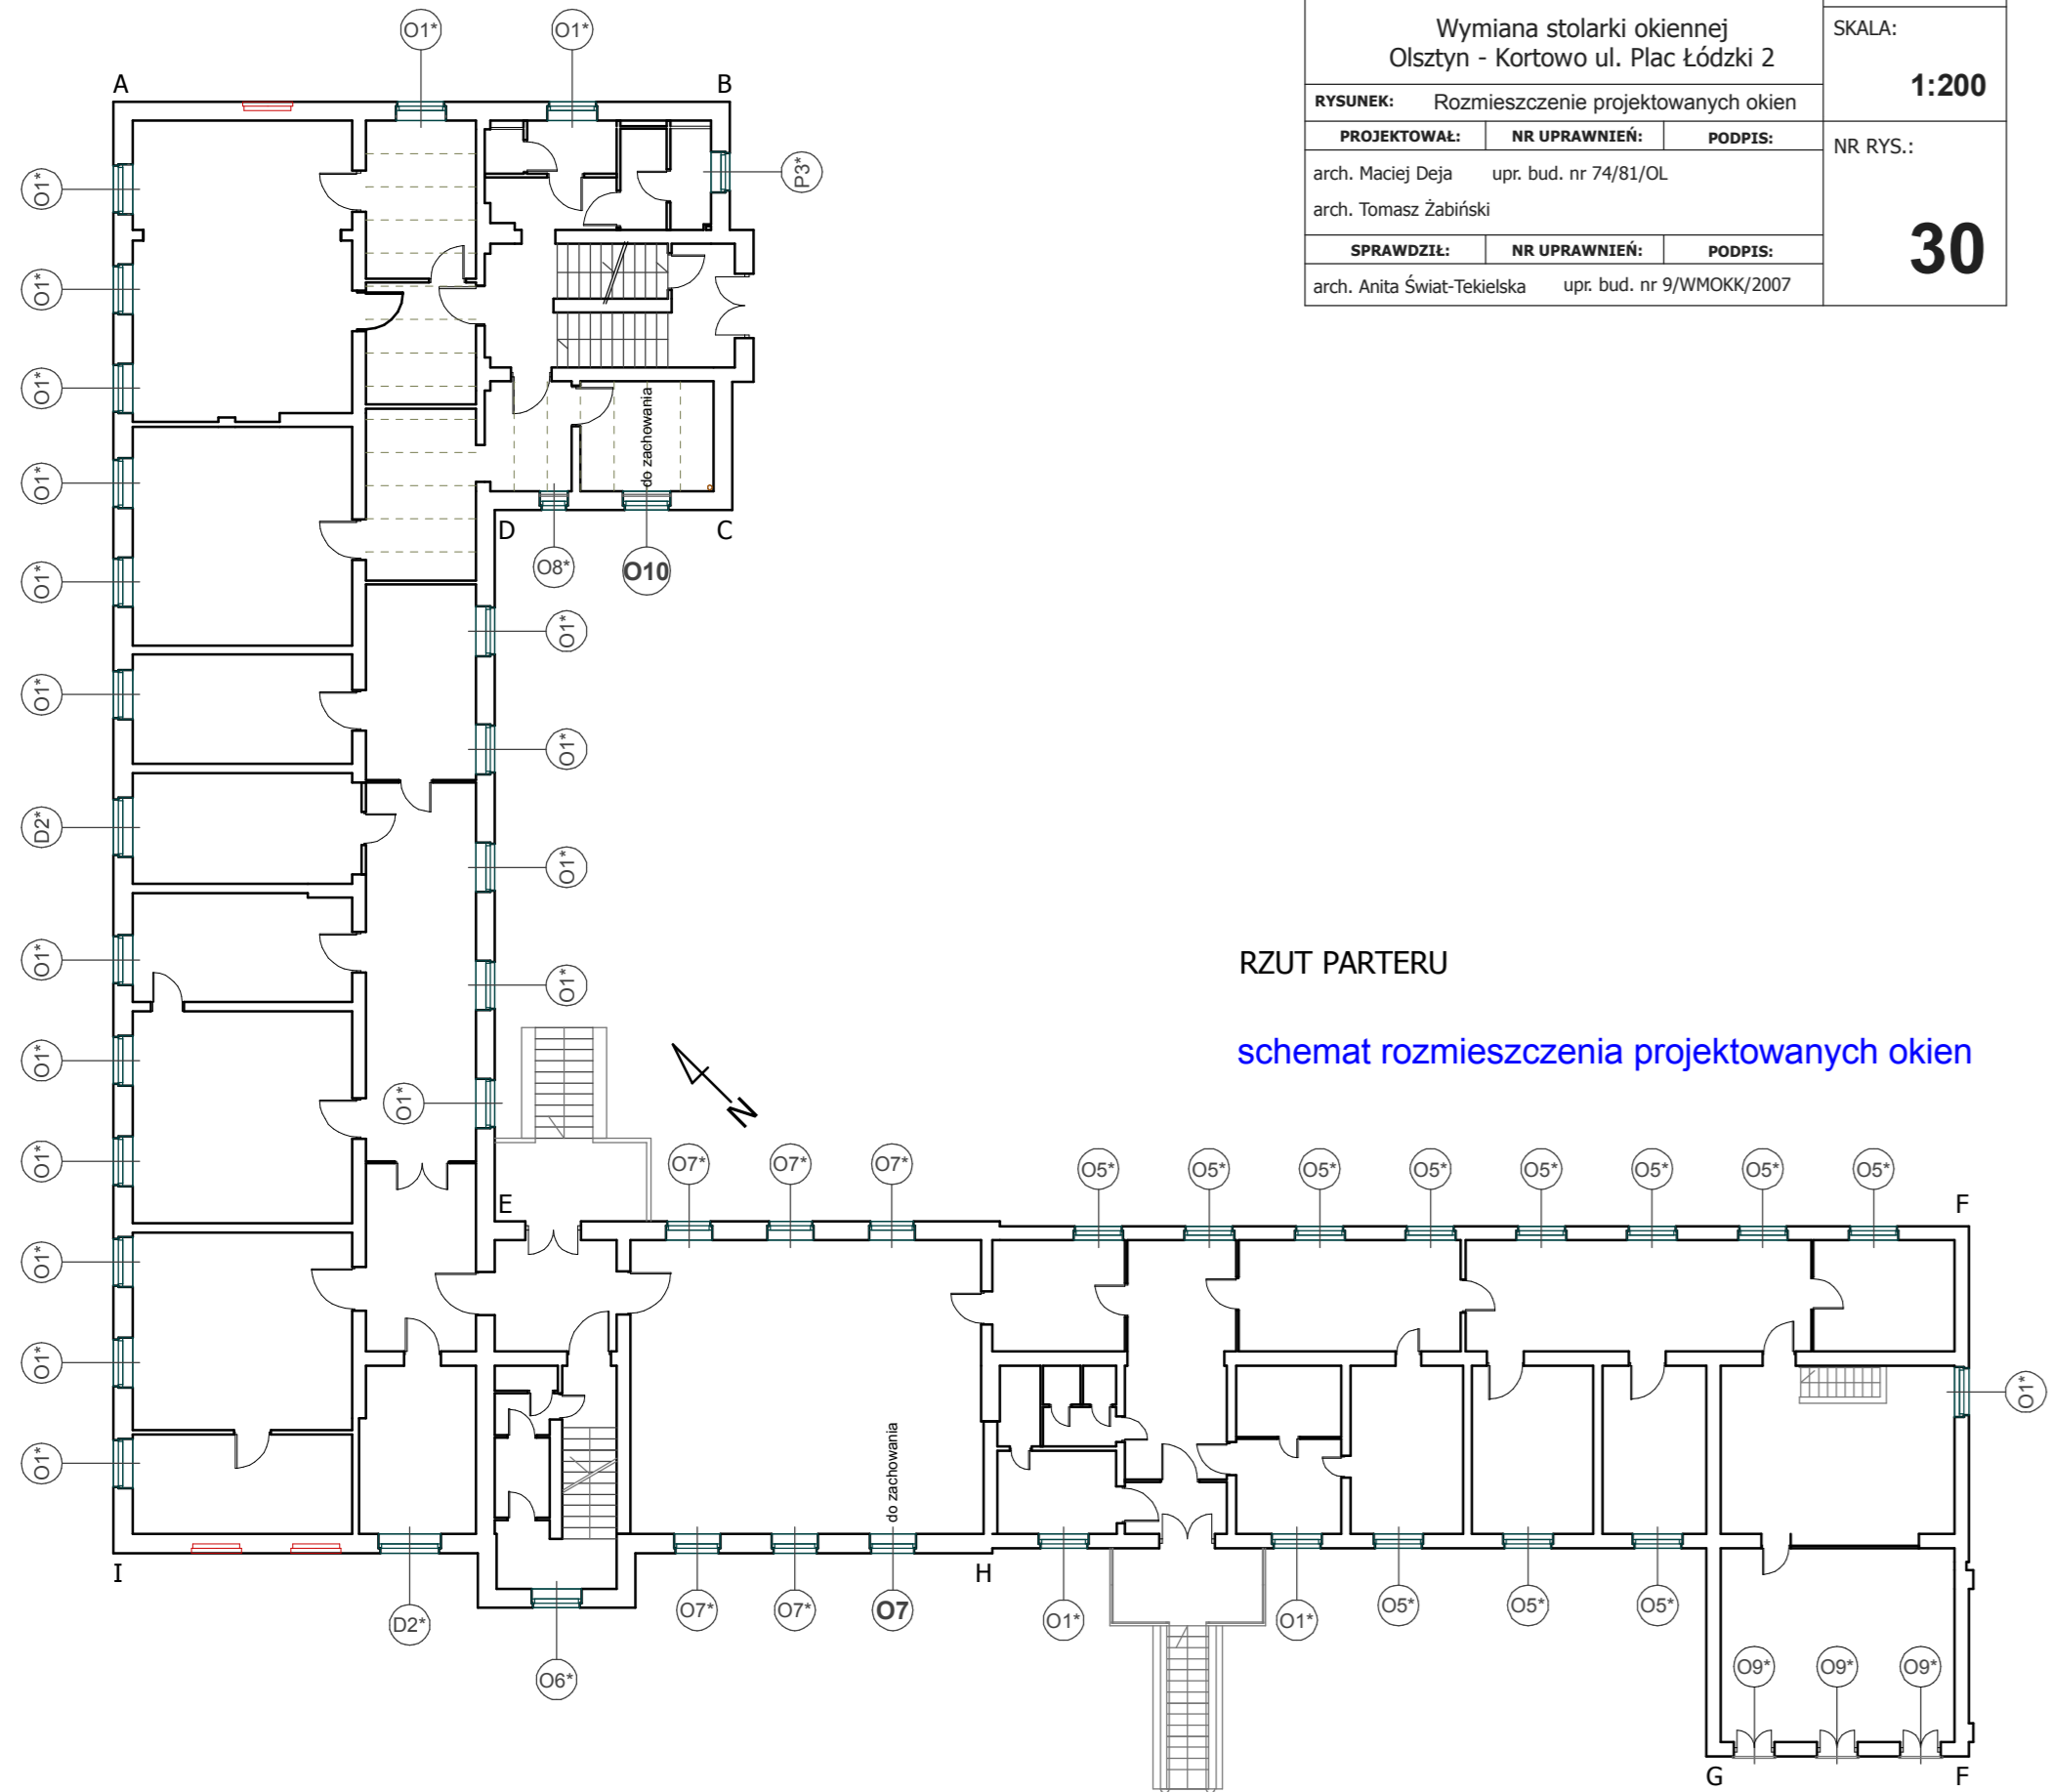 Wymiana stolarki okiennej
Olsztyn - Kortowo ul. Plac Łódzki 2
SKALA:
1:200
RYSUNEK: Rozmieszczenie projektowanych okien
PROJEKTOWAŁ: NR UPRAWNIEŃ: PODPIS:
NR RYS.:
arch. Maciej Deja upr. bud. nr 74/81/OL
arch. Tomasz Żabiński
30
SPRAWDZIŁ: NR UPRAWNIEŃ: PODPIS:
arch. Anita Świat-Tekielska upr. bud. nr 9/WMOKK/2007
O1* O1*
A B
P3*
O1*
O1*
O1*
do zachowania
O1*
D C
O8* O10
O1*
O1*
O1*
O1*
D2*
O1*
O1*
O1*
O1*
O1*
N
O1*
RZUT PARTERU
schemat rozmieszczenia projektowanych okien
O7* O7* O7* O5* O5* O5* O5* O5* O5* O5* O5*
E F
O1*
O1*
O1*
O1*
do zachowania
I H
D2* O7* O7* O7 O1* O1* O5* O5* O5*
O6*
O9* O9* O9*
G F